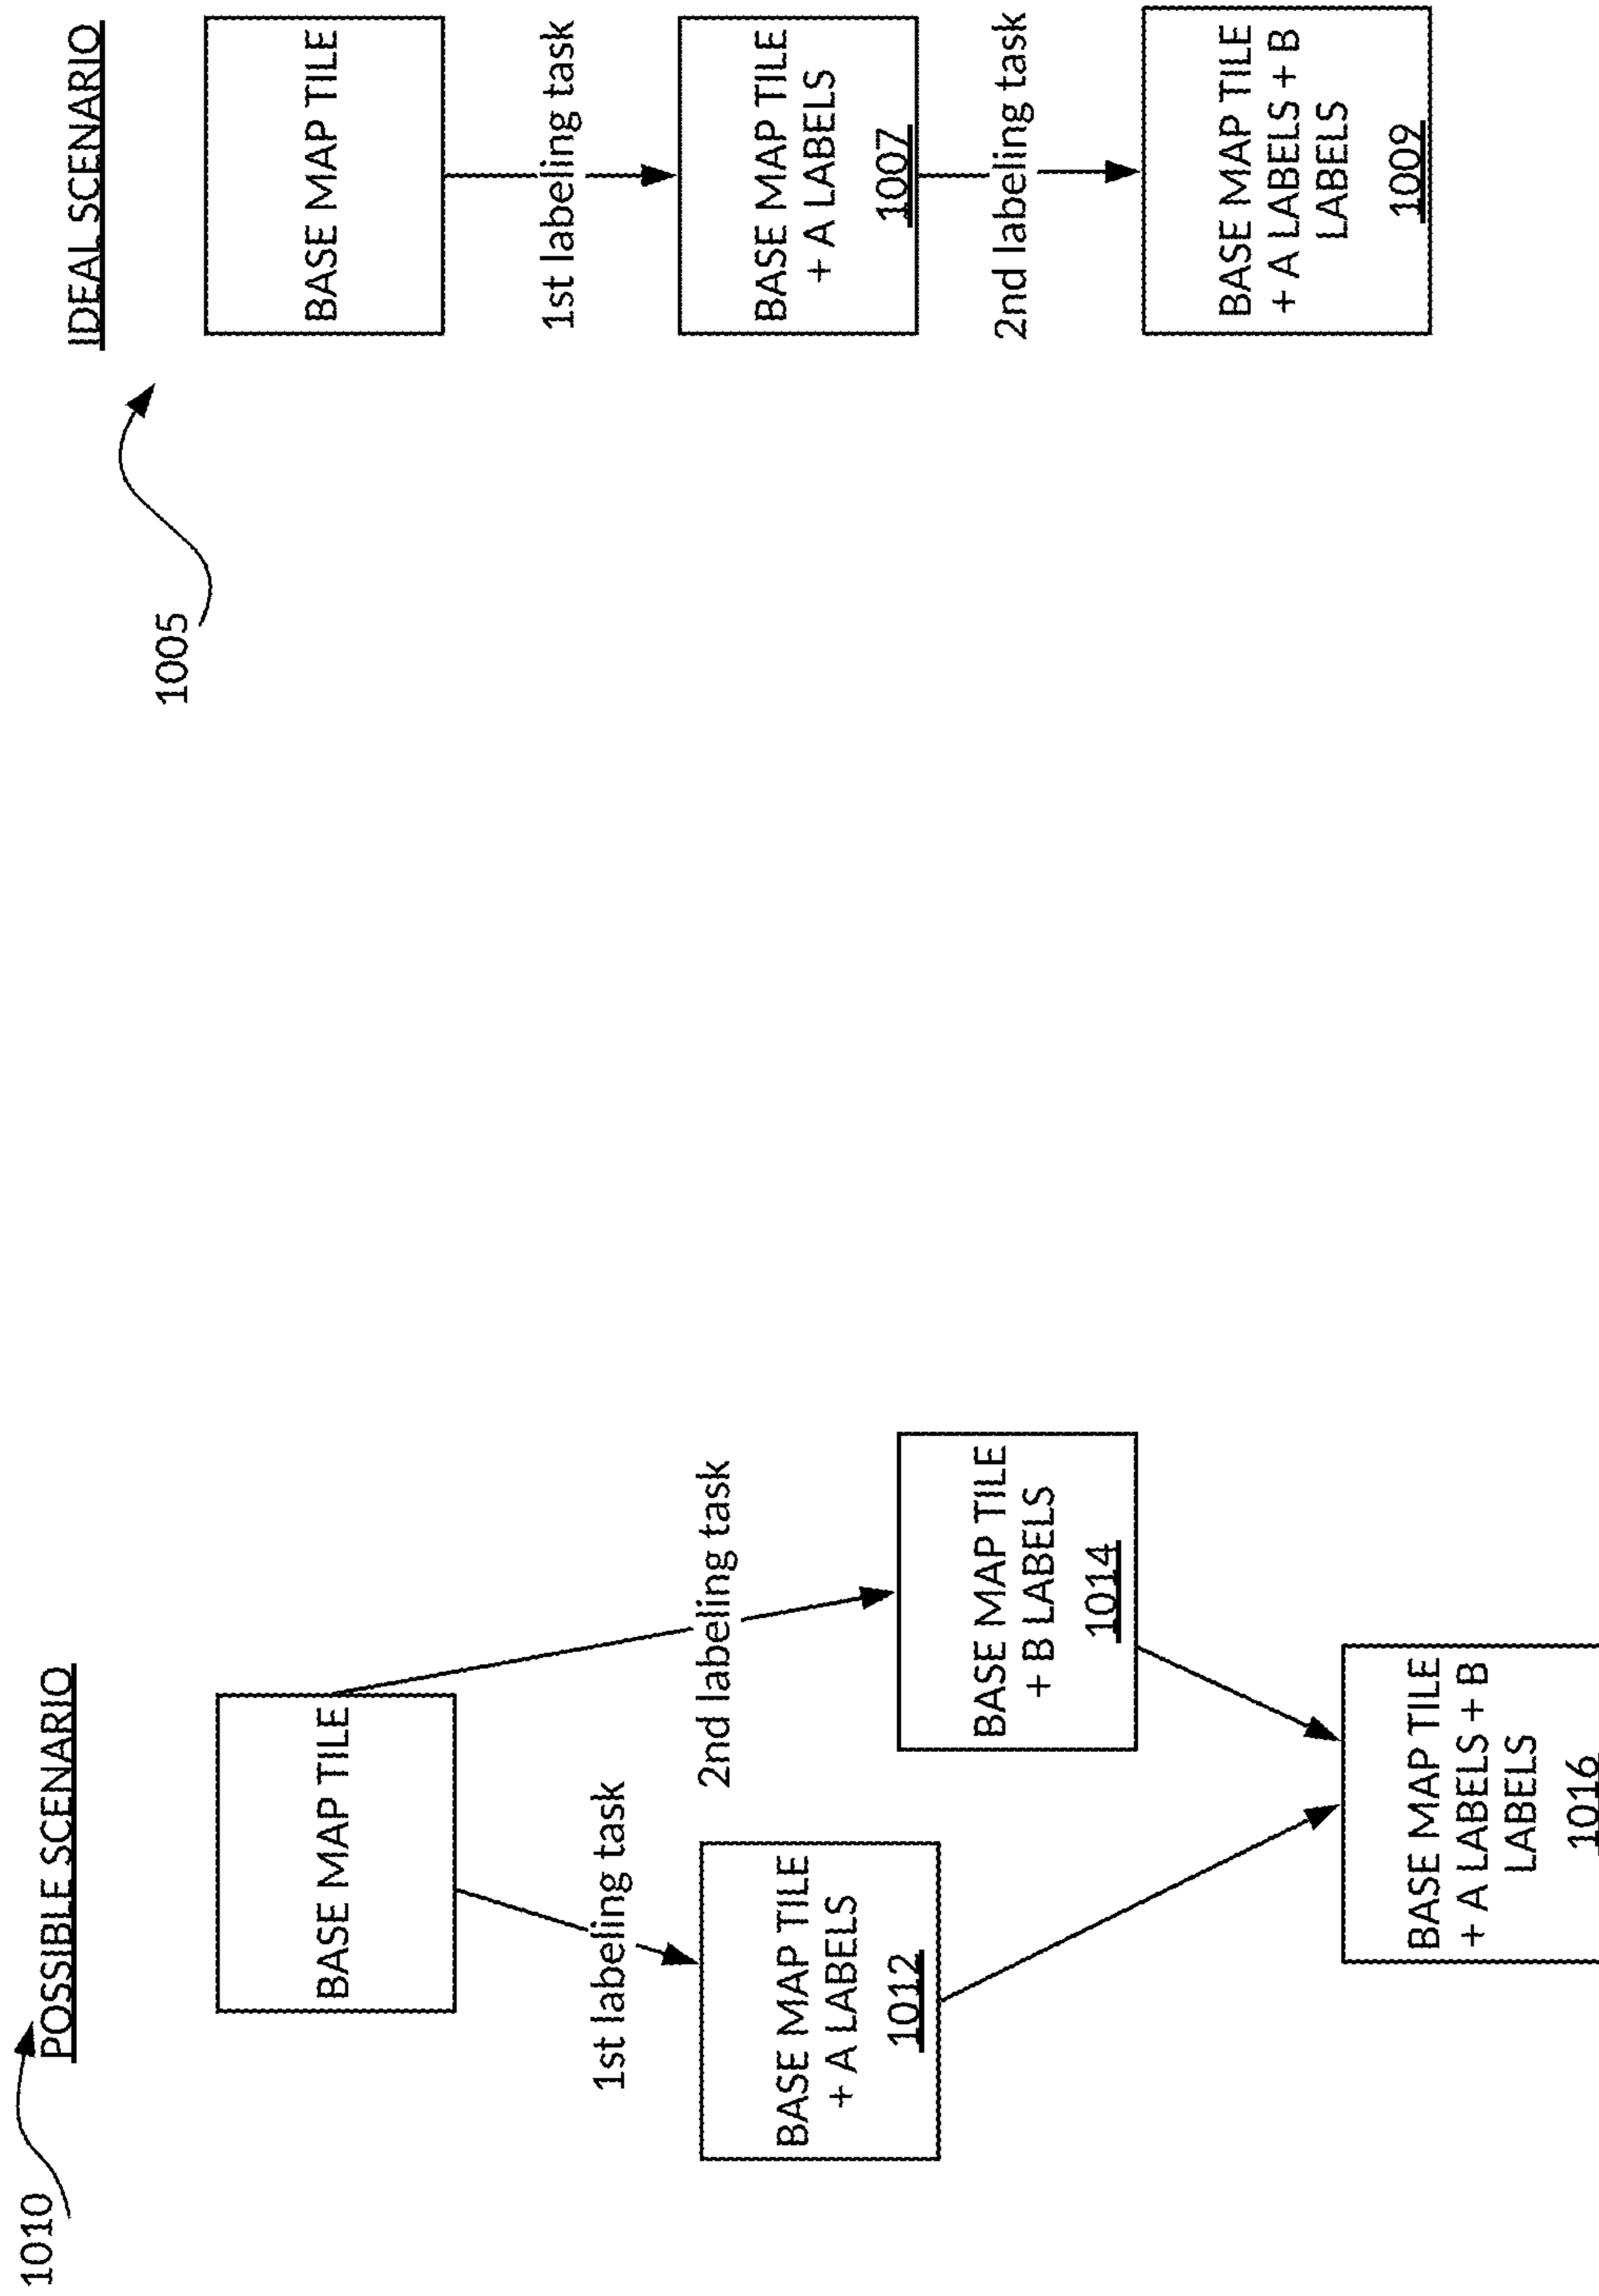 1010
POSSIBLE SCENARIO
BASE MAP TILE
1st labeling task
2nd labeling task
BASE MAP TILE
+ A LABELS
1012
BASE MAP TILE
+ B LABELS
1014
BASE MAP TILE
+ A LABELS + B
LABELS
1016
1005
IDEAL SCENARIO
BASE MAP TILE
1st labeling task
BASE MAP TILE
+ A LABELS
1007
2nd labeling task
BASE MAP TILE
+ A LABELS + B
LABELS
1009